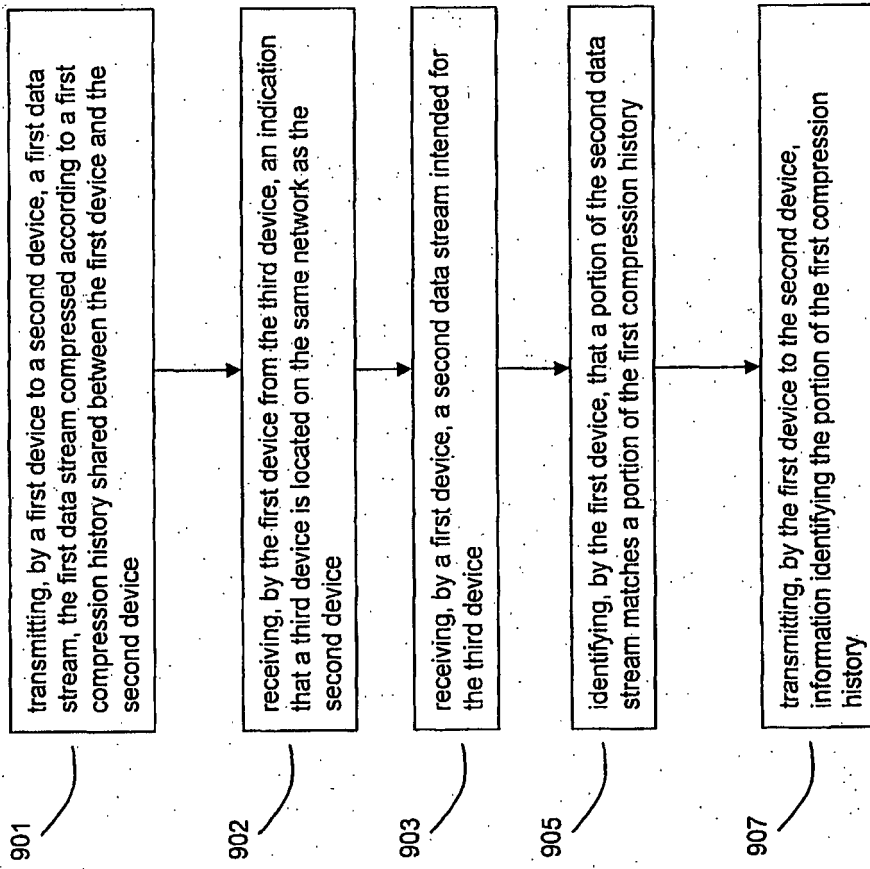 901
transmitting, by a first device to a second device, a first data
stream, the first data stream compressed according to a first
compression history shared between the first device and the
second device
902
receiving, by the first device from the third device, an indication
that a third device is located on the same network as the
second device
903
receiving, by a first device, a second data stream intended for
the third device
905
identifying, by the first device, that a portion of the second data
stream matches a portion of the first compression history
907
transmitting, by the first device to the second device,
information identifying the portion of the first compression
history